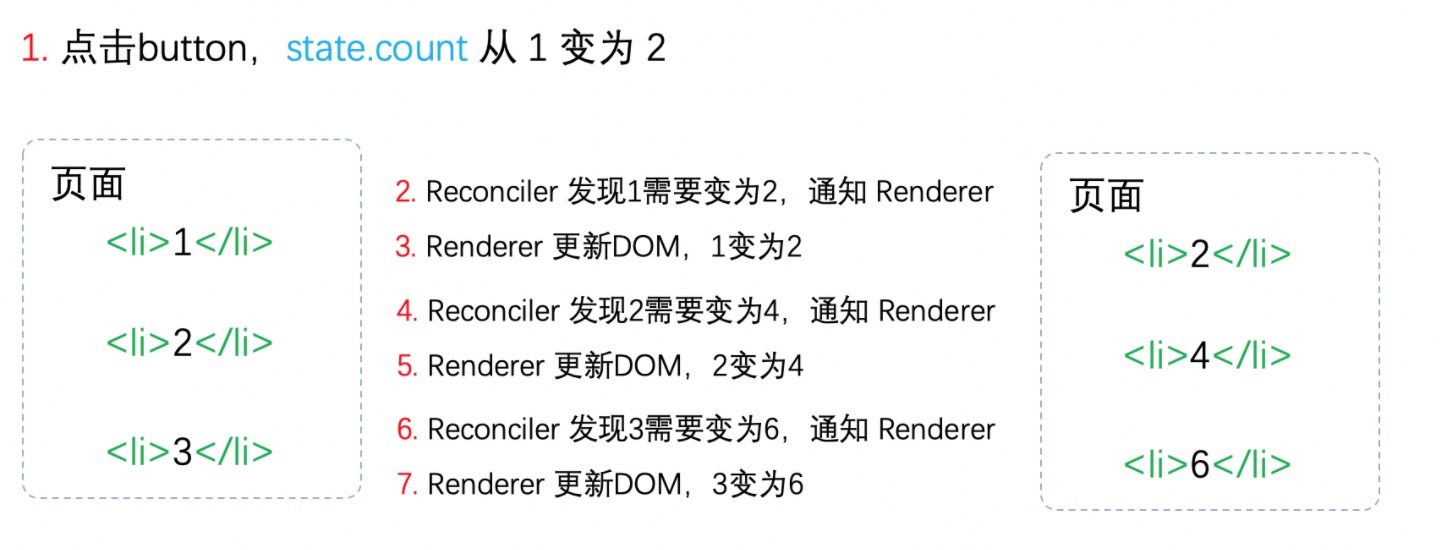 1. 点击button，state.count 从 1 变为 2
页面
<li>1</li>
<li>2</li>
<li>3</li>
2. Reconciler 发现1需要变为2，通知 Renderer
3. Renderer 更新DOM，1变为2
4. Reconciler 发现2需要变为4，通知 Renderer
5. Renderer 更新DOM，2变为4
6. Reconciler 发现3需要变为6，通知 Renderer
7. Renderer 更新DOM，3变为6
页面
<li>2</li>
<li>4</li>
<li>6</li>